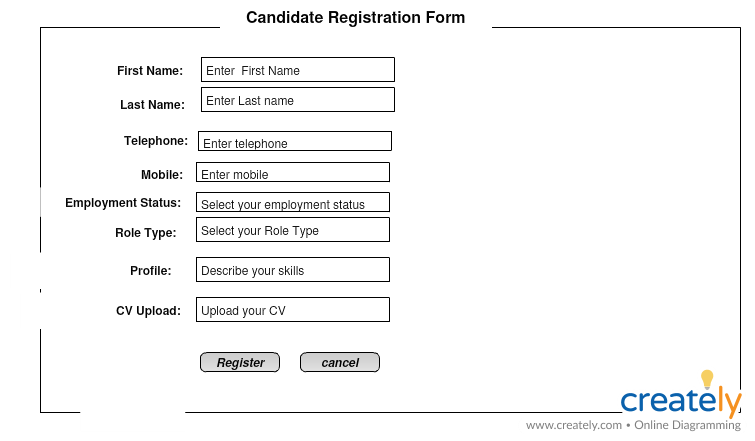 Candidate Registration Form
First Name: Enter First Name
Last Name: Enter Last name
Telephone: Enter telephone
Mobile: Enter mobile
Employment Status: Select your employment status
Role Type: Select your Role Type
Profile: Describe your skills
CV Upload: Upload your CV
Register cancel
creately
www.creately.com • Online Diagramming